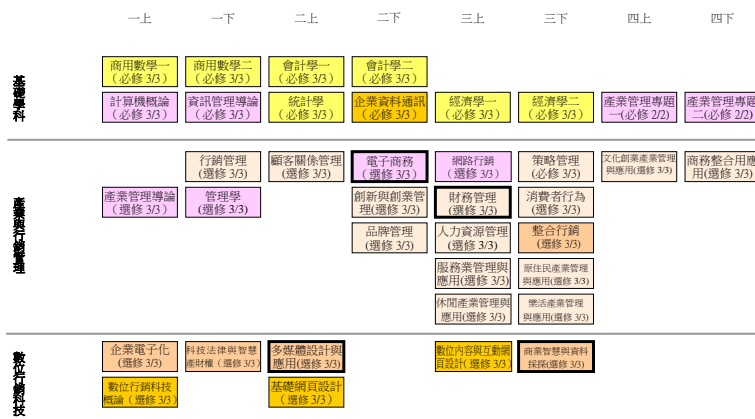 一上 一下 二上 二下 三上 三下 四上 四下
基礎學科
商用數學一 商用數學二 會計學一 會計學二
(必修 3/3) (必修 3/3) (必修 3/3) (必修 3/3)
計算機概論 資訊管理導論 統計學 企業資料通訊 經濟學一 經濟學二 產業管理專題 產業管理專題
(必修 3/3) (必修 3/3) (必修 3/3) (必修 3/3) (必修 3/3) (必修 3/3) 一(必修 2/2) 二(必修 2/2)
產業與行銷管理
行銷管理 顧客關係管理 電子商務 網路行銷 策略管理 文化創業產業管理 商務整合用應
(選修 3/3) (選修 3/3) (選修 3/3) (選修 3/3) (必修 3/3) 與應用(選修 3/3) 用(選修 3/3)
產業管理導論 管理學 創新與創業管 財務管理 消費者行為
(選修 3/3) (選修 3/3) 理(選修 3/3) (選修 3/3) (選修 3/3)
品牌管理 人力資源管理 整合行銷
(選修 3/3) (選修 3/3) (選修 3/3)
服務業管理與 原住民產業管理
應用(選修 3/3) 與應用(選修 3/3)
休閒產業管理與 樂活產業管理
應用(選修 3/3) 與應用(選修 3/3)
數位行銷科技
企業電子化 科技法律與智慧 多媒體設計與 數位內容與互動網 商業智慧與資料
(選修 3/3) 產財權(選修 3/3) 應用(選修 3/3) 頁設計(選修 3/3) 採探(選修 3/3)
數位行銷科技 基礎網頁設計
概論(選修 3/3) (選修 3/3)